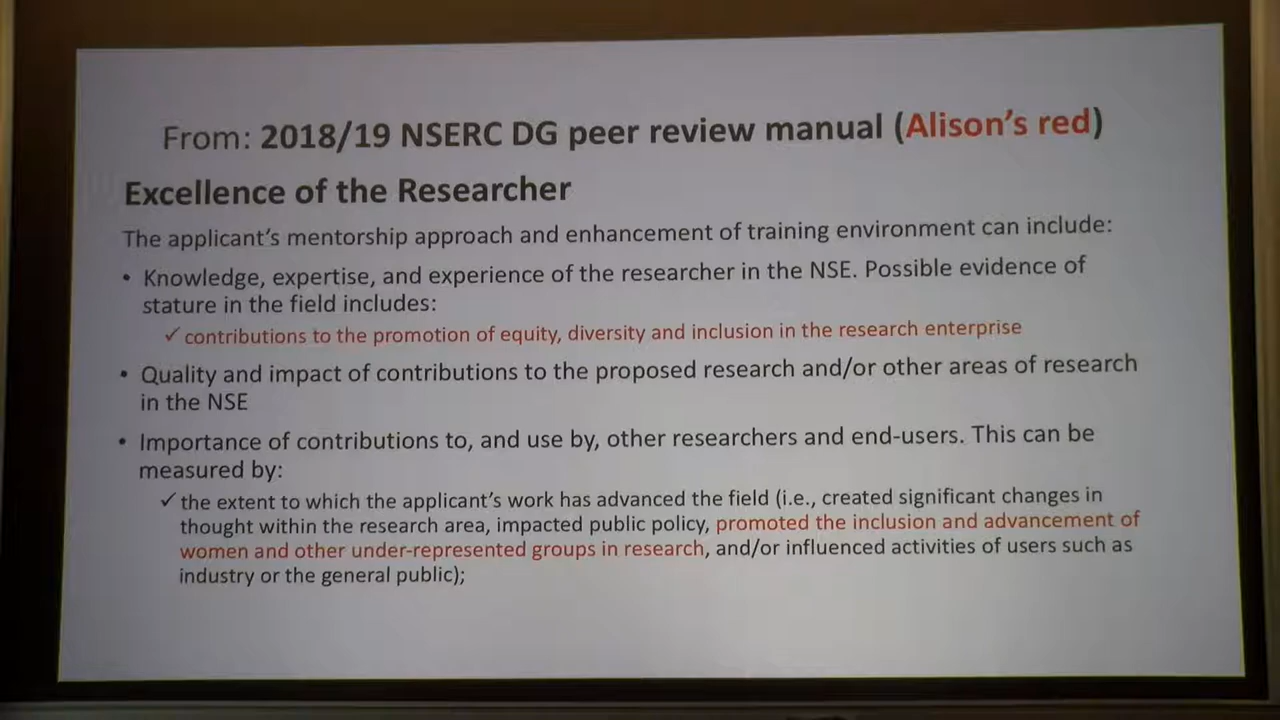 From: 2018/19 NSERC DG peer review manual (Alison's red)
Excellence of the Researcher
The applicant's mentorship approach and enhancement of training environment can include:
• Knowledge, expertise, and experience of the researcher in the NSE. Possible evidence of
stature in the field includes:
✓ contributions to the promotion of equity, diversity and inclusion in the research enterprise
• Quality and impact of contributions to the proposed research and/or other areas of research
in the NSE
• Importance of contributions to, and use by, other researchers and end-users. This can be
measured by:
✓ the extent to which the applicant's work has advanced the field (i.e., created significant changes in
thought within the research area, impacted public policy, promoted the inclusion and advancement of
women and other under-represented groups in research, and/or influenced activities of users such as
industry or the general public);